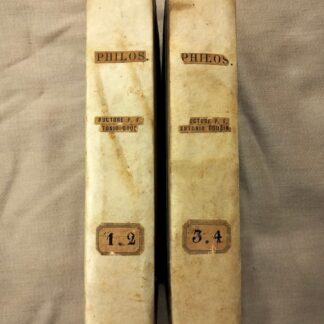 PHILOS.
AUCTORE P. F.
1.2
PHILOS.
AUCTORE P. F.
ANTONIO GOUDIN
3.4